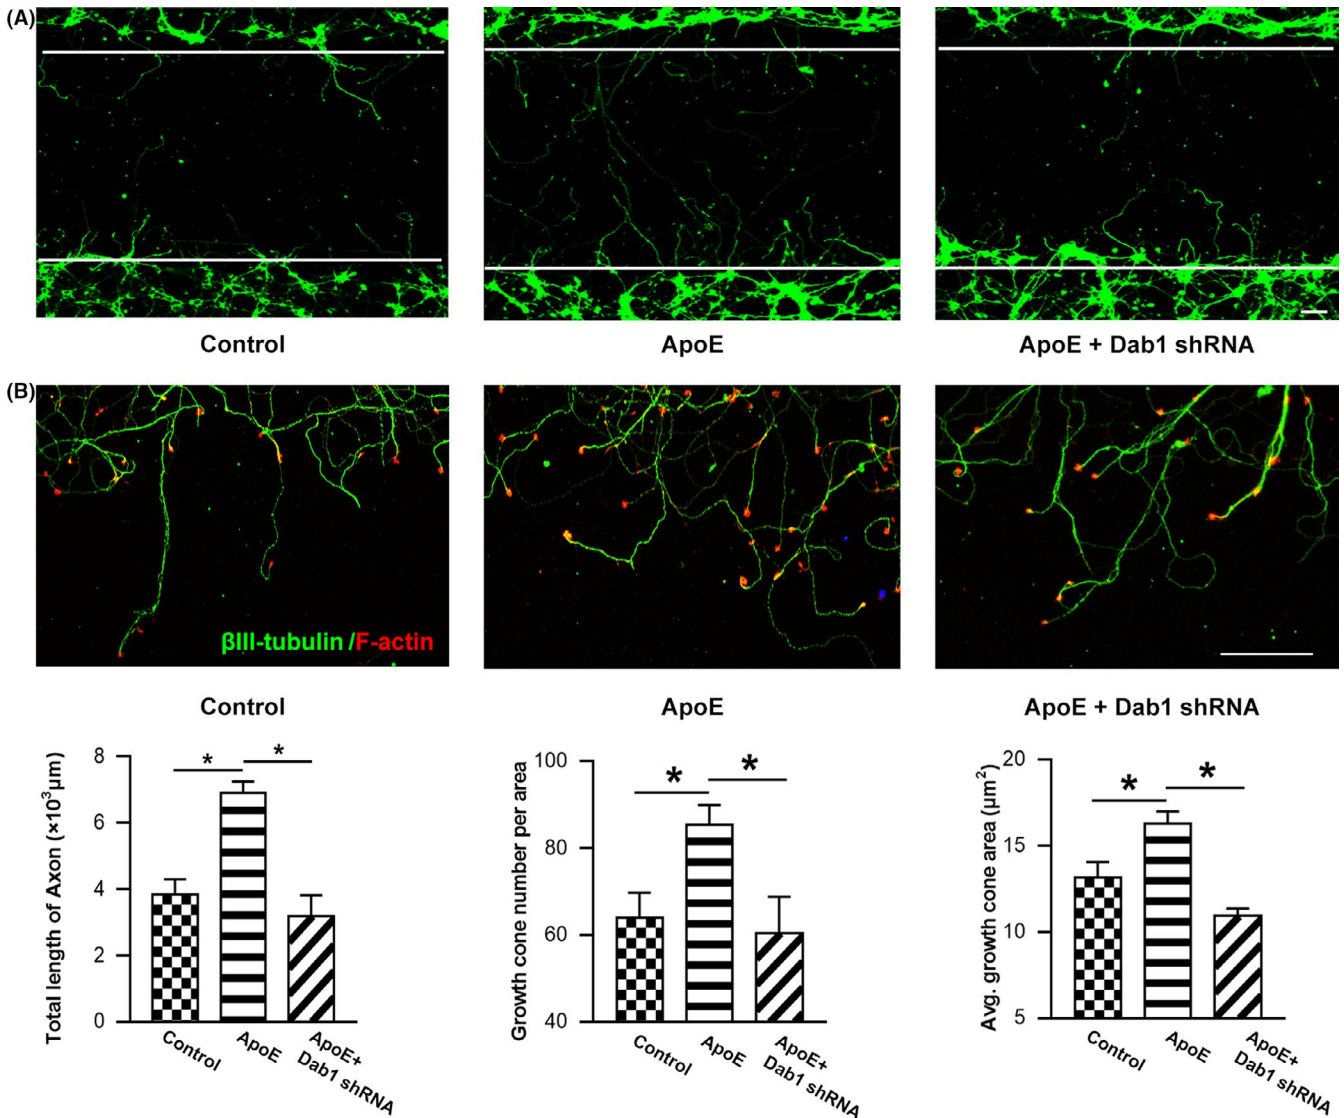 (A)
Control
ApoE
ApoE + Dab1 shRNA
(B)
βIII-tubulin /F-actin
Control
ApoE
ApoE + Dab1 shRNA
Total length of Axon (×10³μm)
8
6
4
2
0
*
*
Control
ApoE
ApoE+
Dab1 shRNA
Growth cone number per area
100
80
60
40
*
*
Control
ApoE
ApoE+
Dab1 shRNA
Avg. growth cone area (μm²)
20
15
10
5
*
*
Control
ApoE
ApoE+
Dab1 shRNA